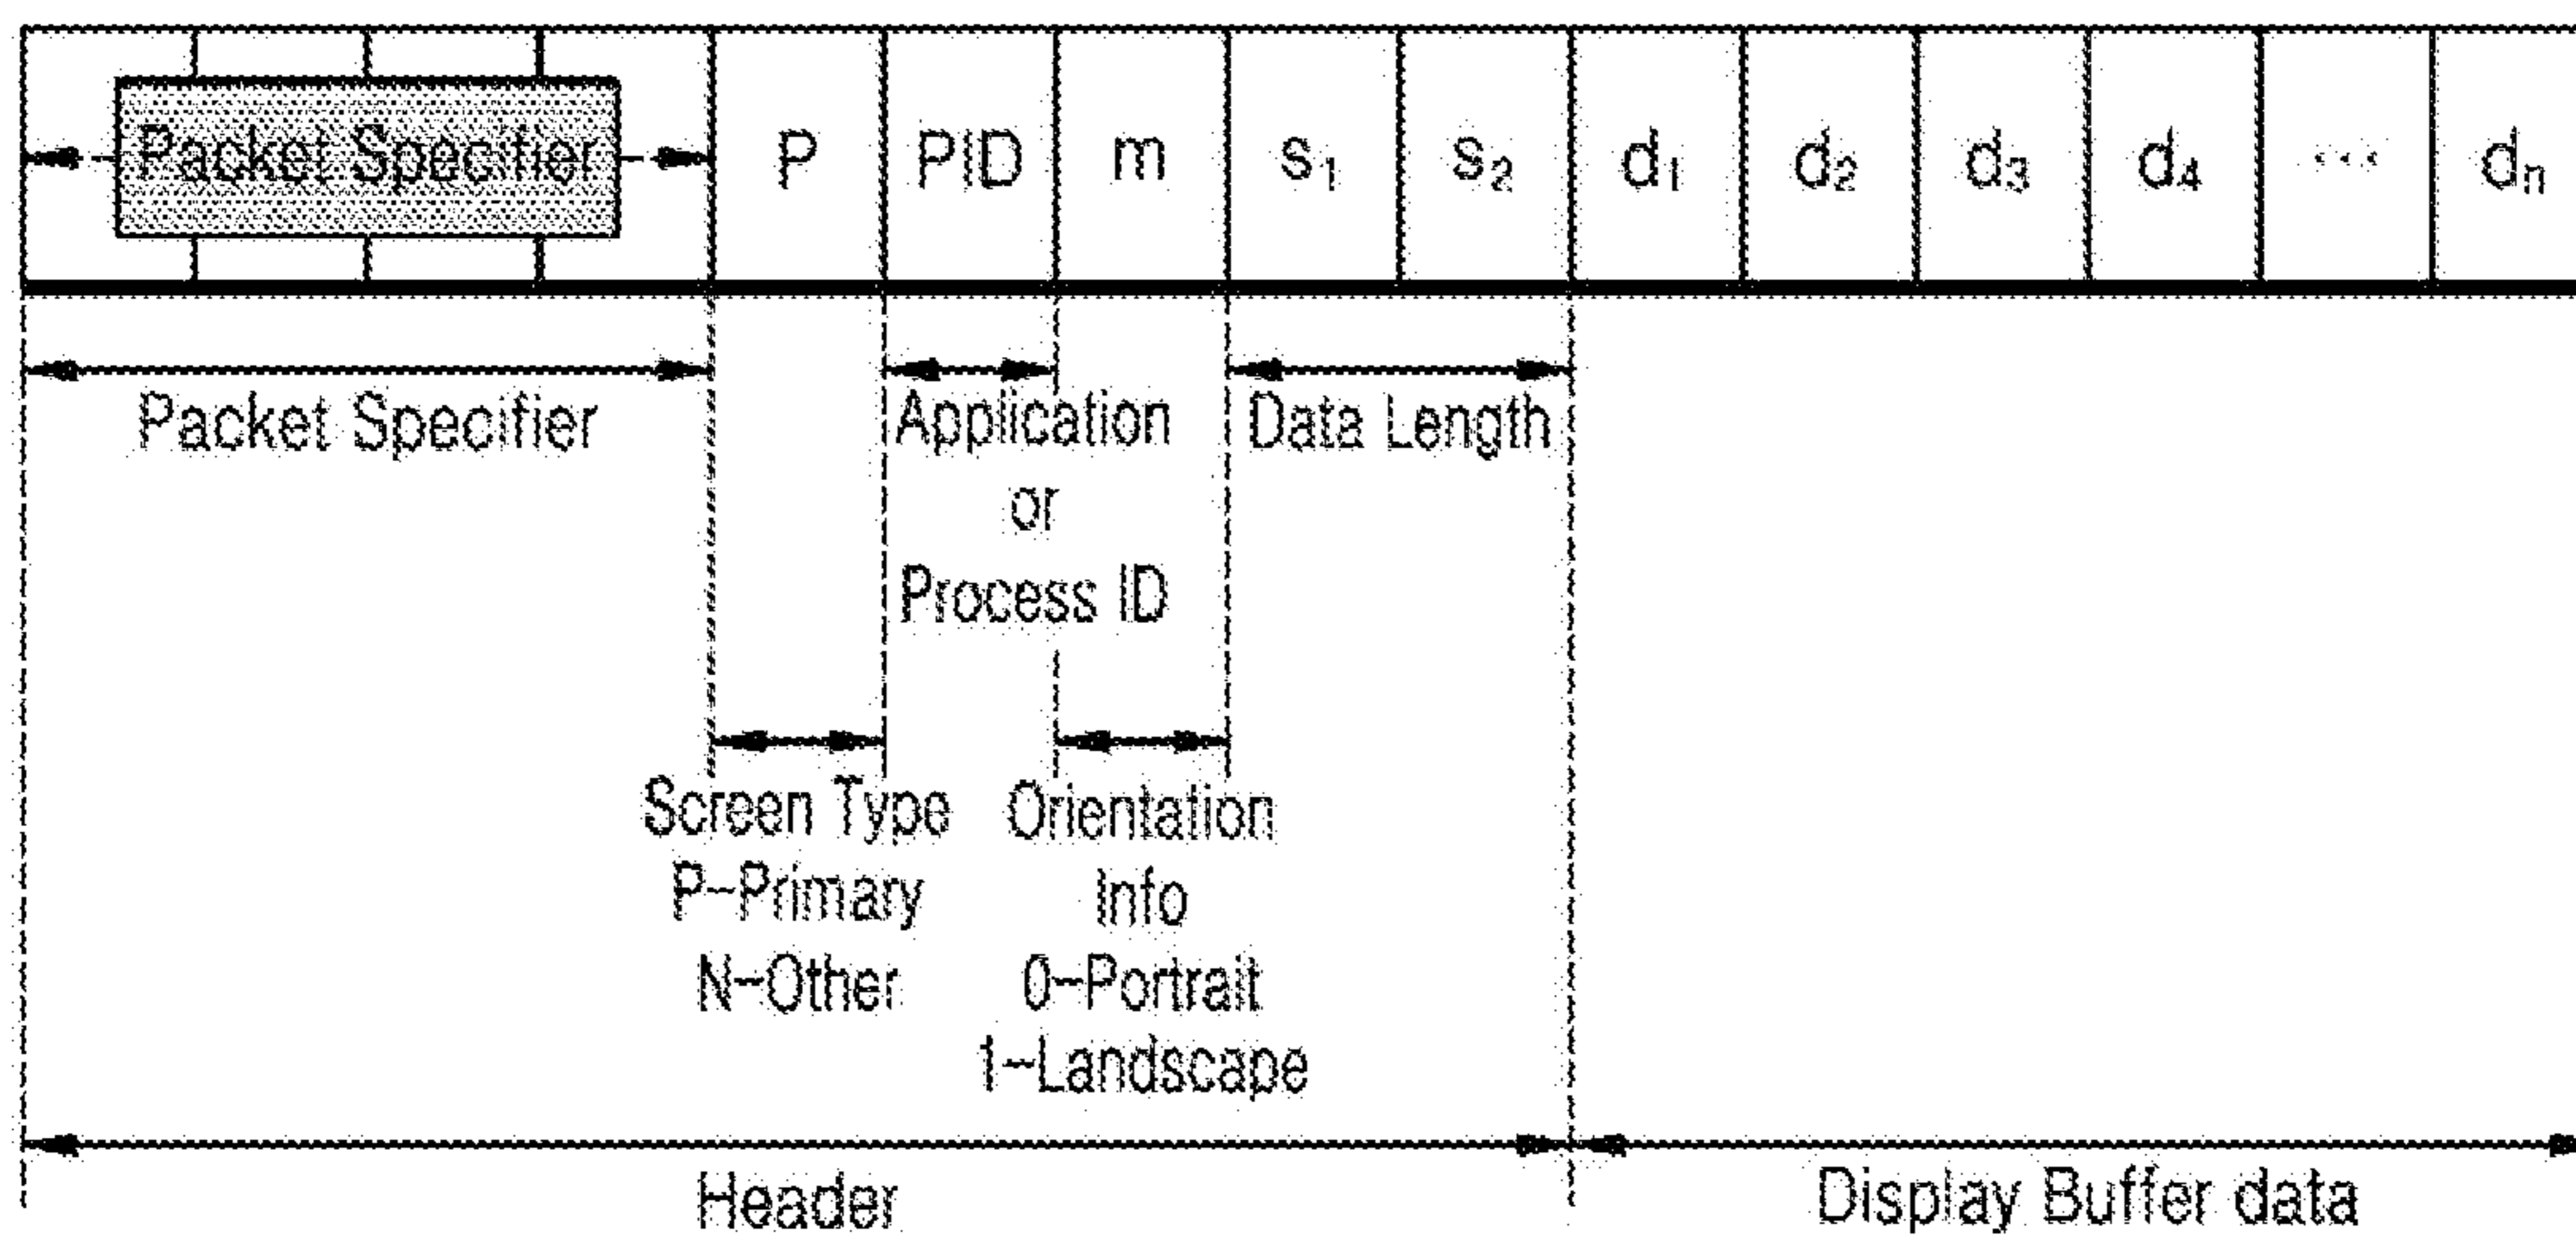 Packet Specifier P PID m s₁ s₂ d₁ d₂ d₃ d₄ ... dₙ
Packet Specifier
Application
or
Process ID
Data Length
Screen Type
P-Primary
N-Other
Orientation
Info
0-Portrait
1-Landscape
Header
Display Buffer data